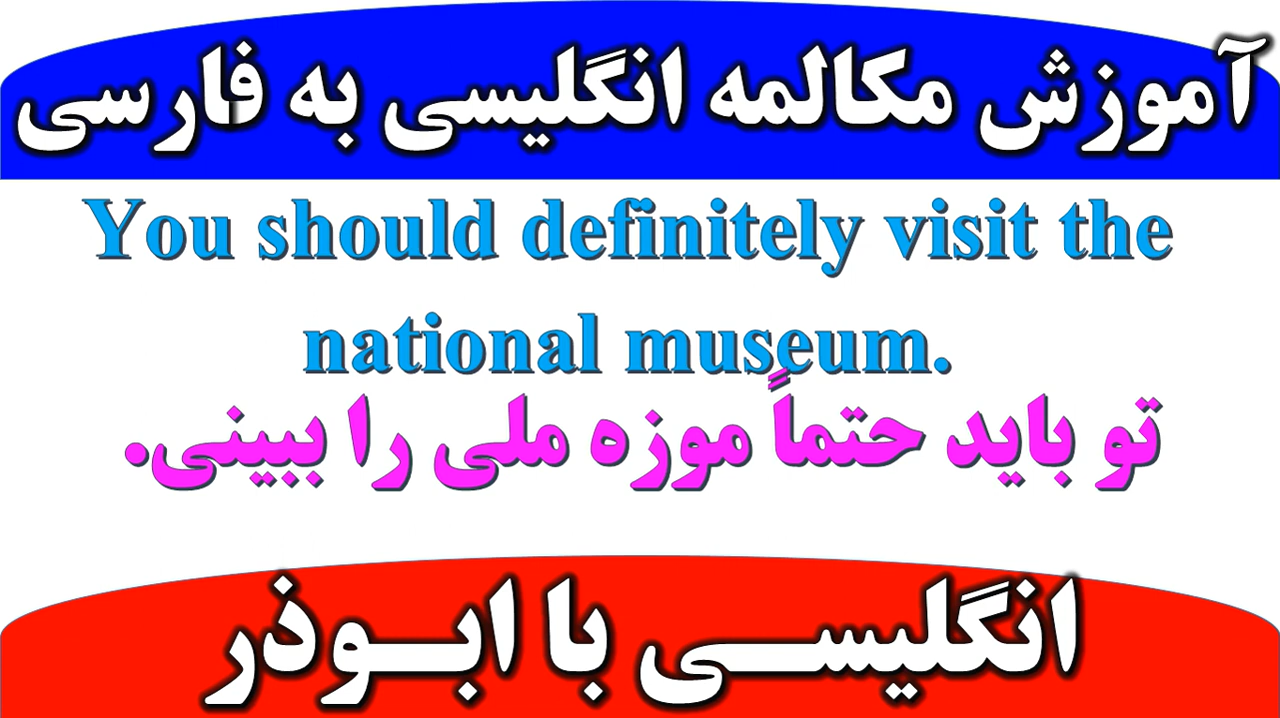 آموزش مکالمه انگلیسی به فارسی
You should definitely visit the
national museum.
تو باید حتماً موزه ملی را ببینی.
انگلیســـی با ابـــوذر